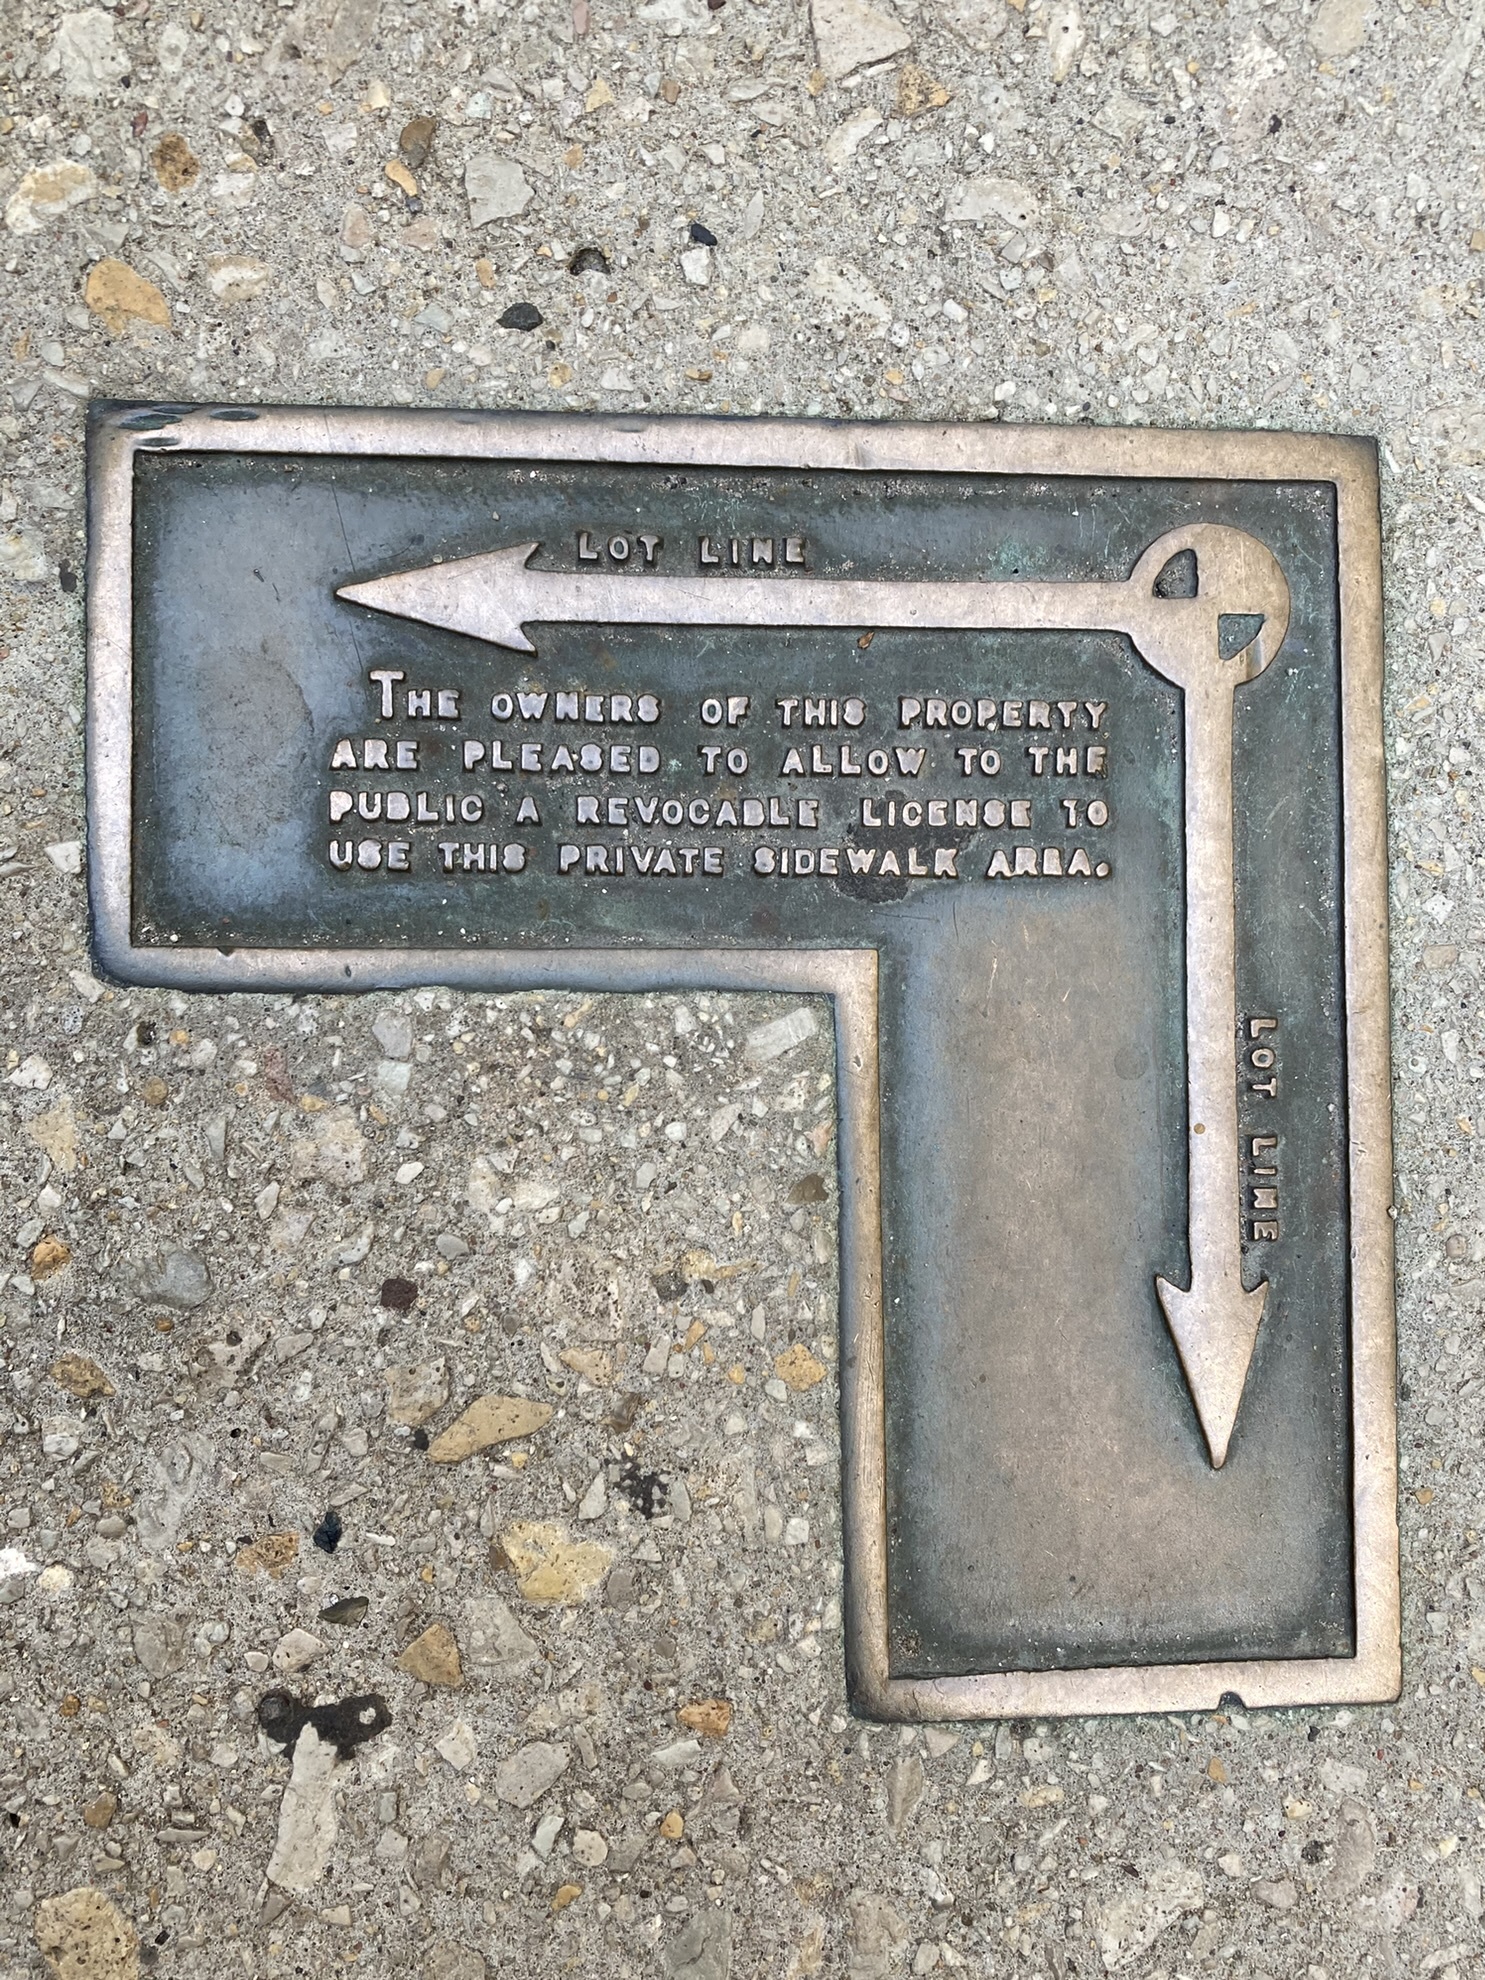 LOT LINE
THE OWNERS OF THIS PROPERTY
ARE PLEASED TO ALLOW TO THE
PUBLIC A REVOCABLE LICENSE TO
USE THIS PRIVATE SIDEWALK AREA.
LOT LINE